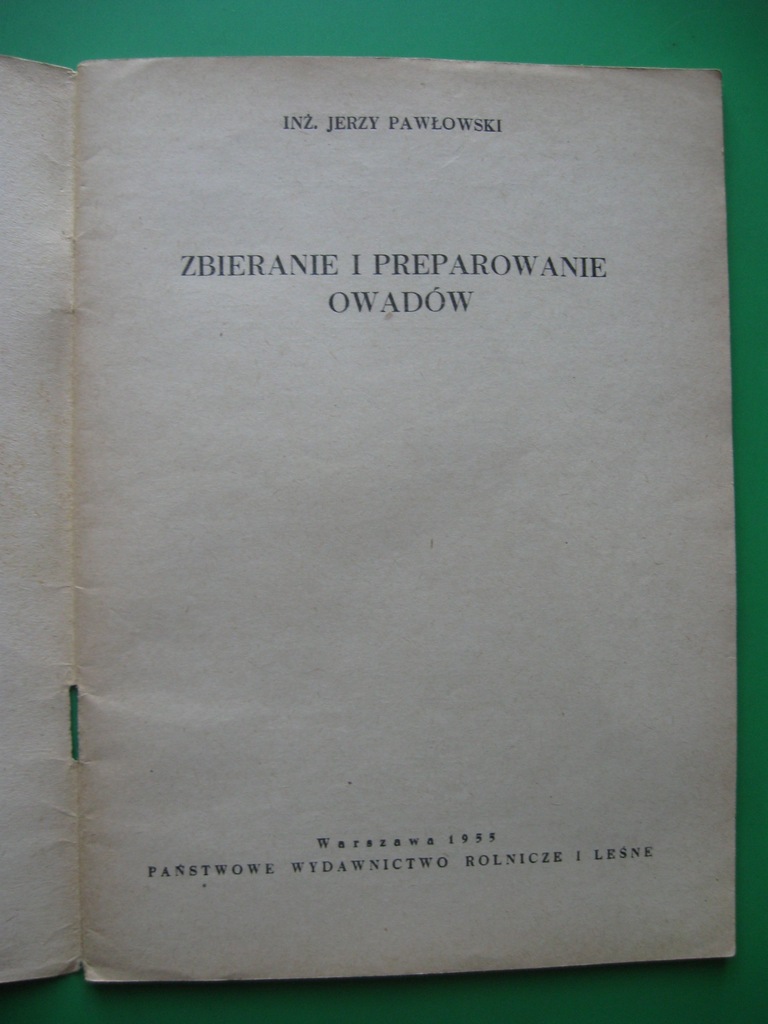 INŻ. JERZY PAWŁOWSKI
ZBIERANIE I PREPAROWANIE
OWADÓW
Warszawa 1955
PAŃSTWOWE WYDAWNICTWO ROLNICZE I LEŚNE